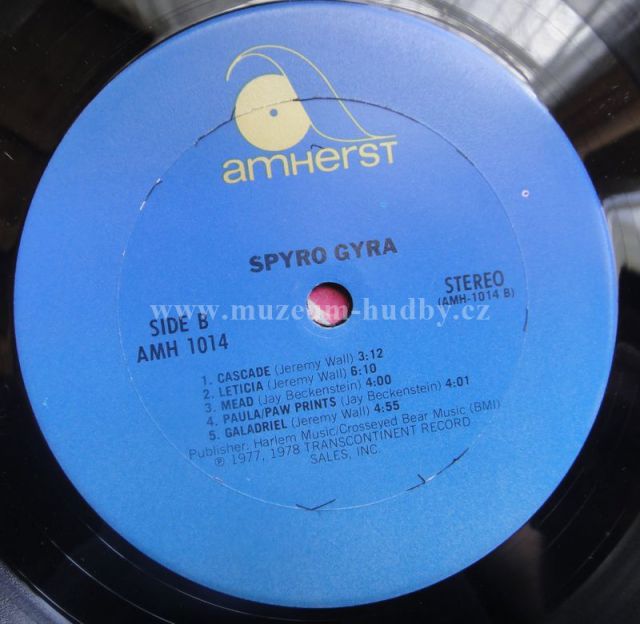 amherst
SPYRO GYRA
STEREO
(AMH-1014 B)
www.muzeum-hudby.cz
SIDE B
AMH 1014
1. CASCADE (Jeremy Wall) 3:12
2. LETICIA (Jeremy Wall) 6:10
3. MEAD (Jay Beckenstein) 4:00
4. PAULA/PAW PRINTS (Jay Beckenstein) 4:01
5. GALADRIEL (Jeremy Wall) 4:55
Publisher: Harlem Music/Crosseyed Bear Music (BMI)
℗ 1977, 1978 TRANSCONTINENT RECORD
SALES, INC.